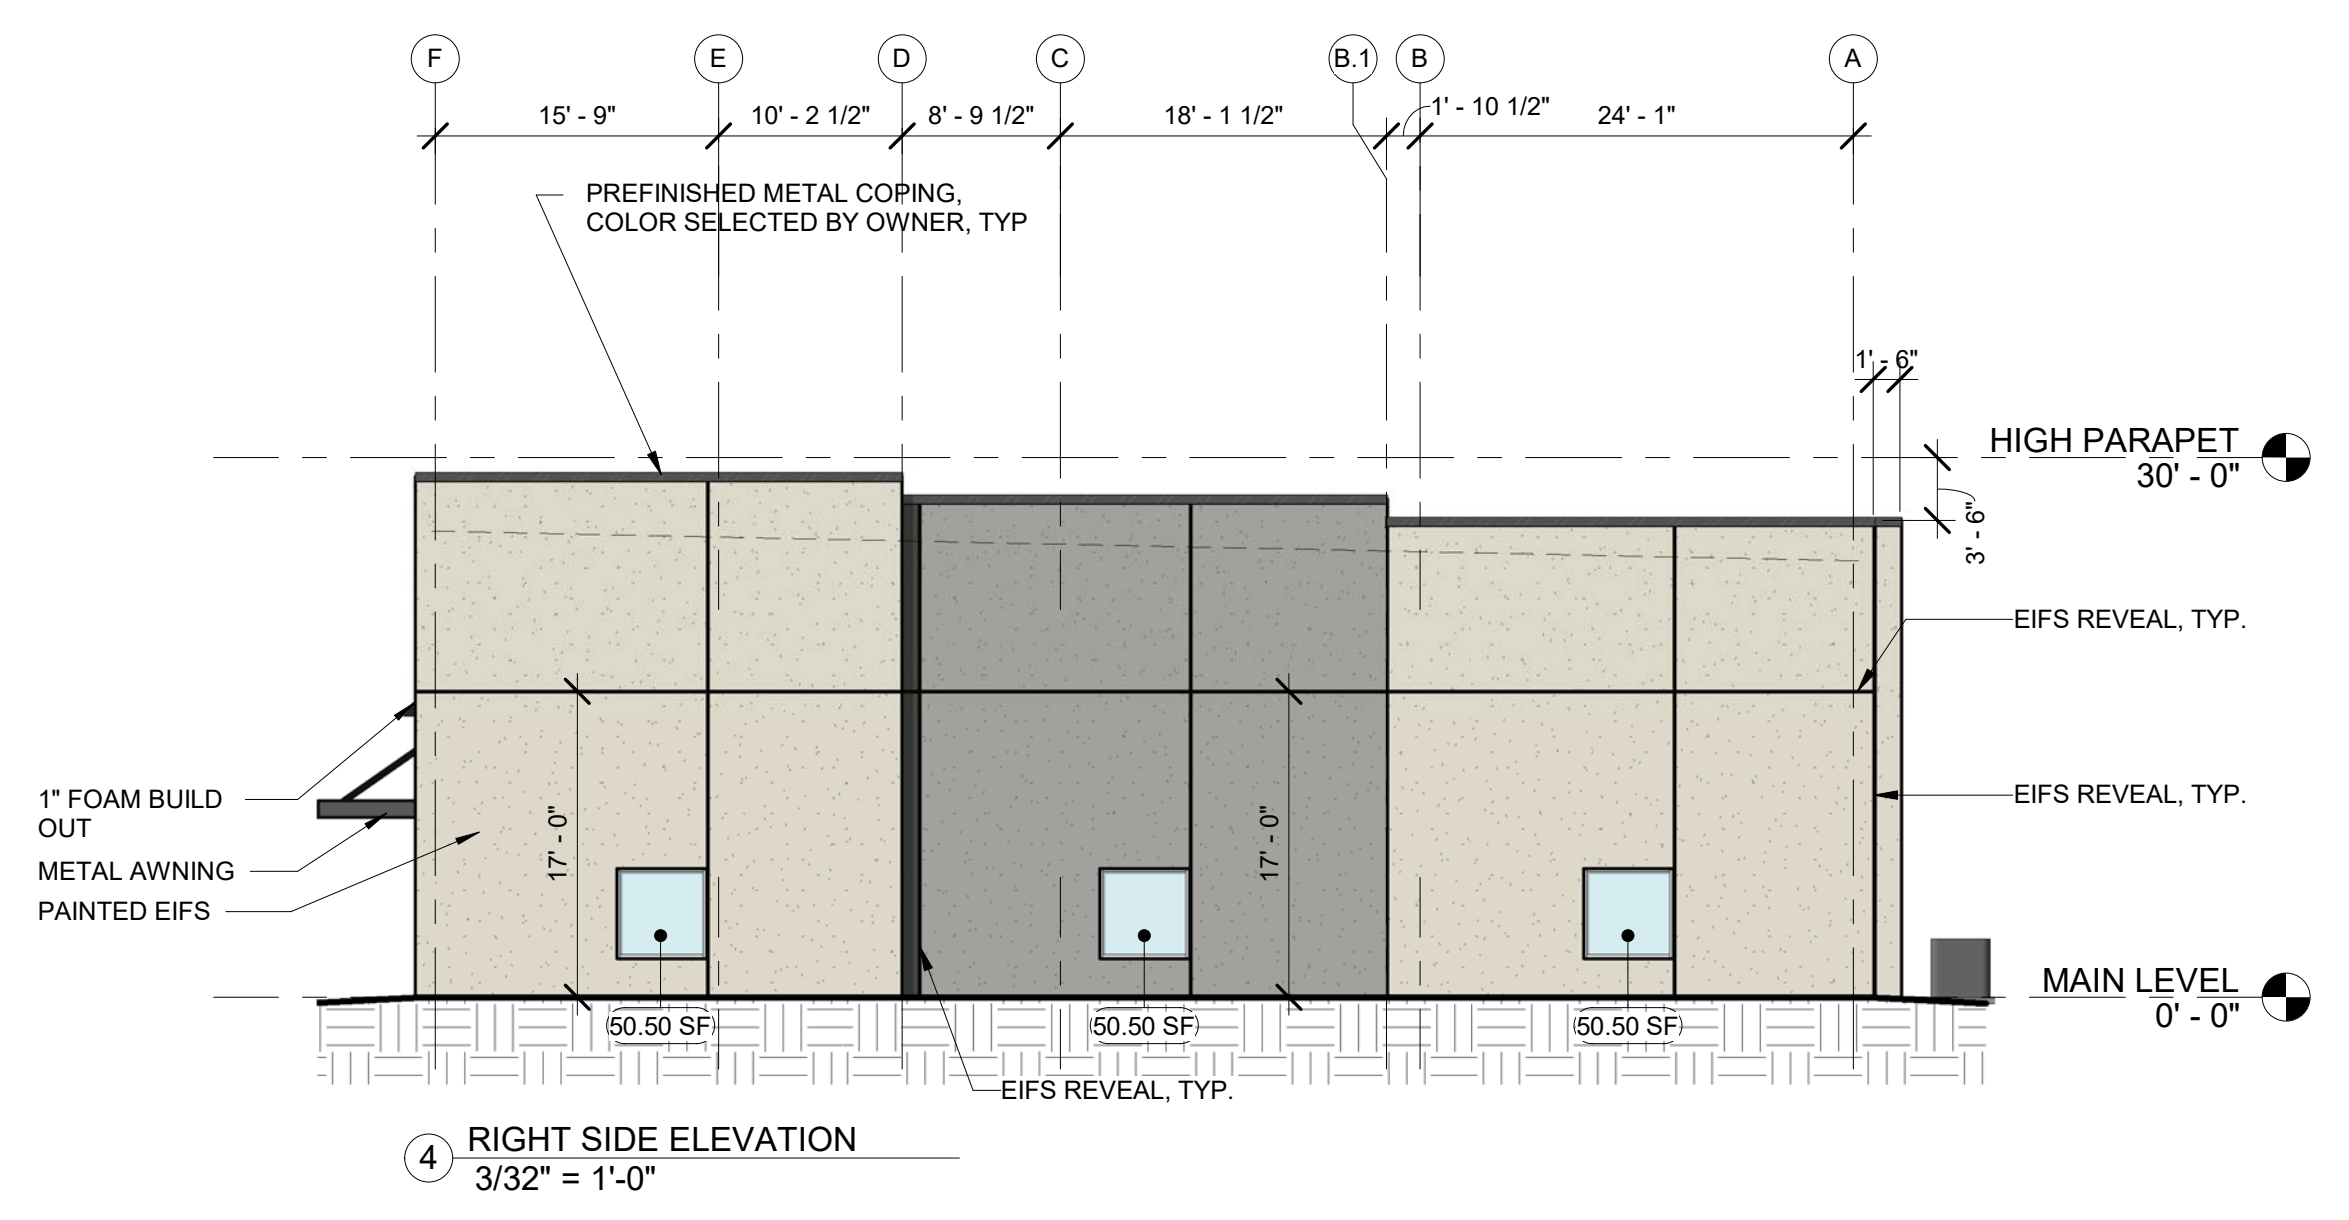 F E D C B.1 B A
15' - 9" 10' - 2 1/2" 8' - 9 1/2" 18' - 1 1/2" 1' - 10 1/2" 24' - 1"
PREFINISHED METAL COPING,
COLOR SELECTED BY OWNER, TYP
1' - 6"
HIGH PARAPET
30' - 0"
3' - 6"
EIFS REVEAL, TYP.
EIFS REVEAL, TYP.
1" FOAM BUILD
OUT
METAL AWNING
PAINTED EIFS
17' - 0"
17' - 0"
MAIN LEVEL
0' - 0"
50.50 SF 50.50 SF 50.50 SF
EIFS REVEAL, TYP.
4 RIGHT SIDE ELEVATION
3/32" = 1'-0"